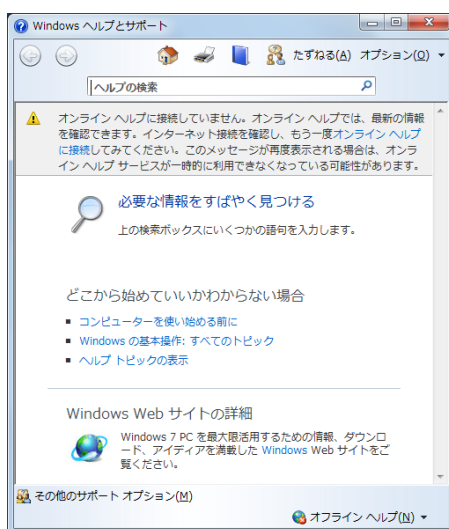 Windows ヘルプとサポート
たずねる(A) オプション(O)
ヘルプの検索
オンライン ヘルプに接続していません。オンライン ヘルプでは、最新の情報
を確認できます。インターネット接続を確認し、もう一度オンライン ヘルプ
に接続してみてください。このメッセージが再度表示される場合は、オンラ
イン ヘルプ サービスが一時的に利用できなくなっている可能性があります。
必要な情報をすばやく見つける
上の検索ボックスにいくつかの語句を入力します。
どこから始めていいかわからない場合
コンピューターを使い始める前に
Windows の基本操作: すべてのトピック
ヘルプ トピックの表示
Windows Web サイトの詳細
Windows 7 PC を最大限活用するための情報、ダウンロ
ード、アイディアを満載した Windows Web サイトをご
覧ください。
その他のサポート オプション(M)
オフライン ヘルプ(N)